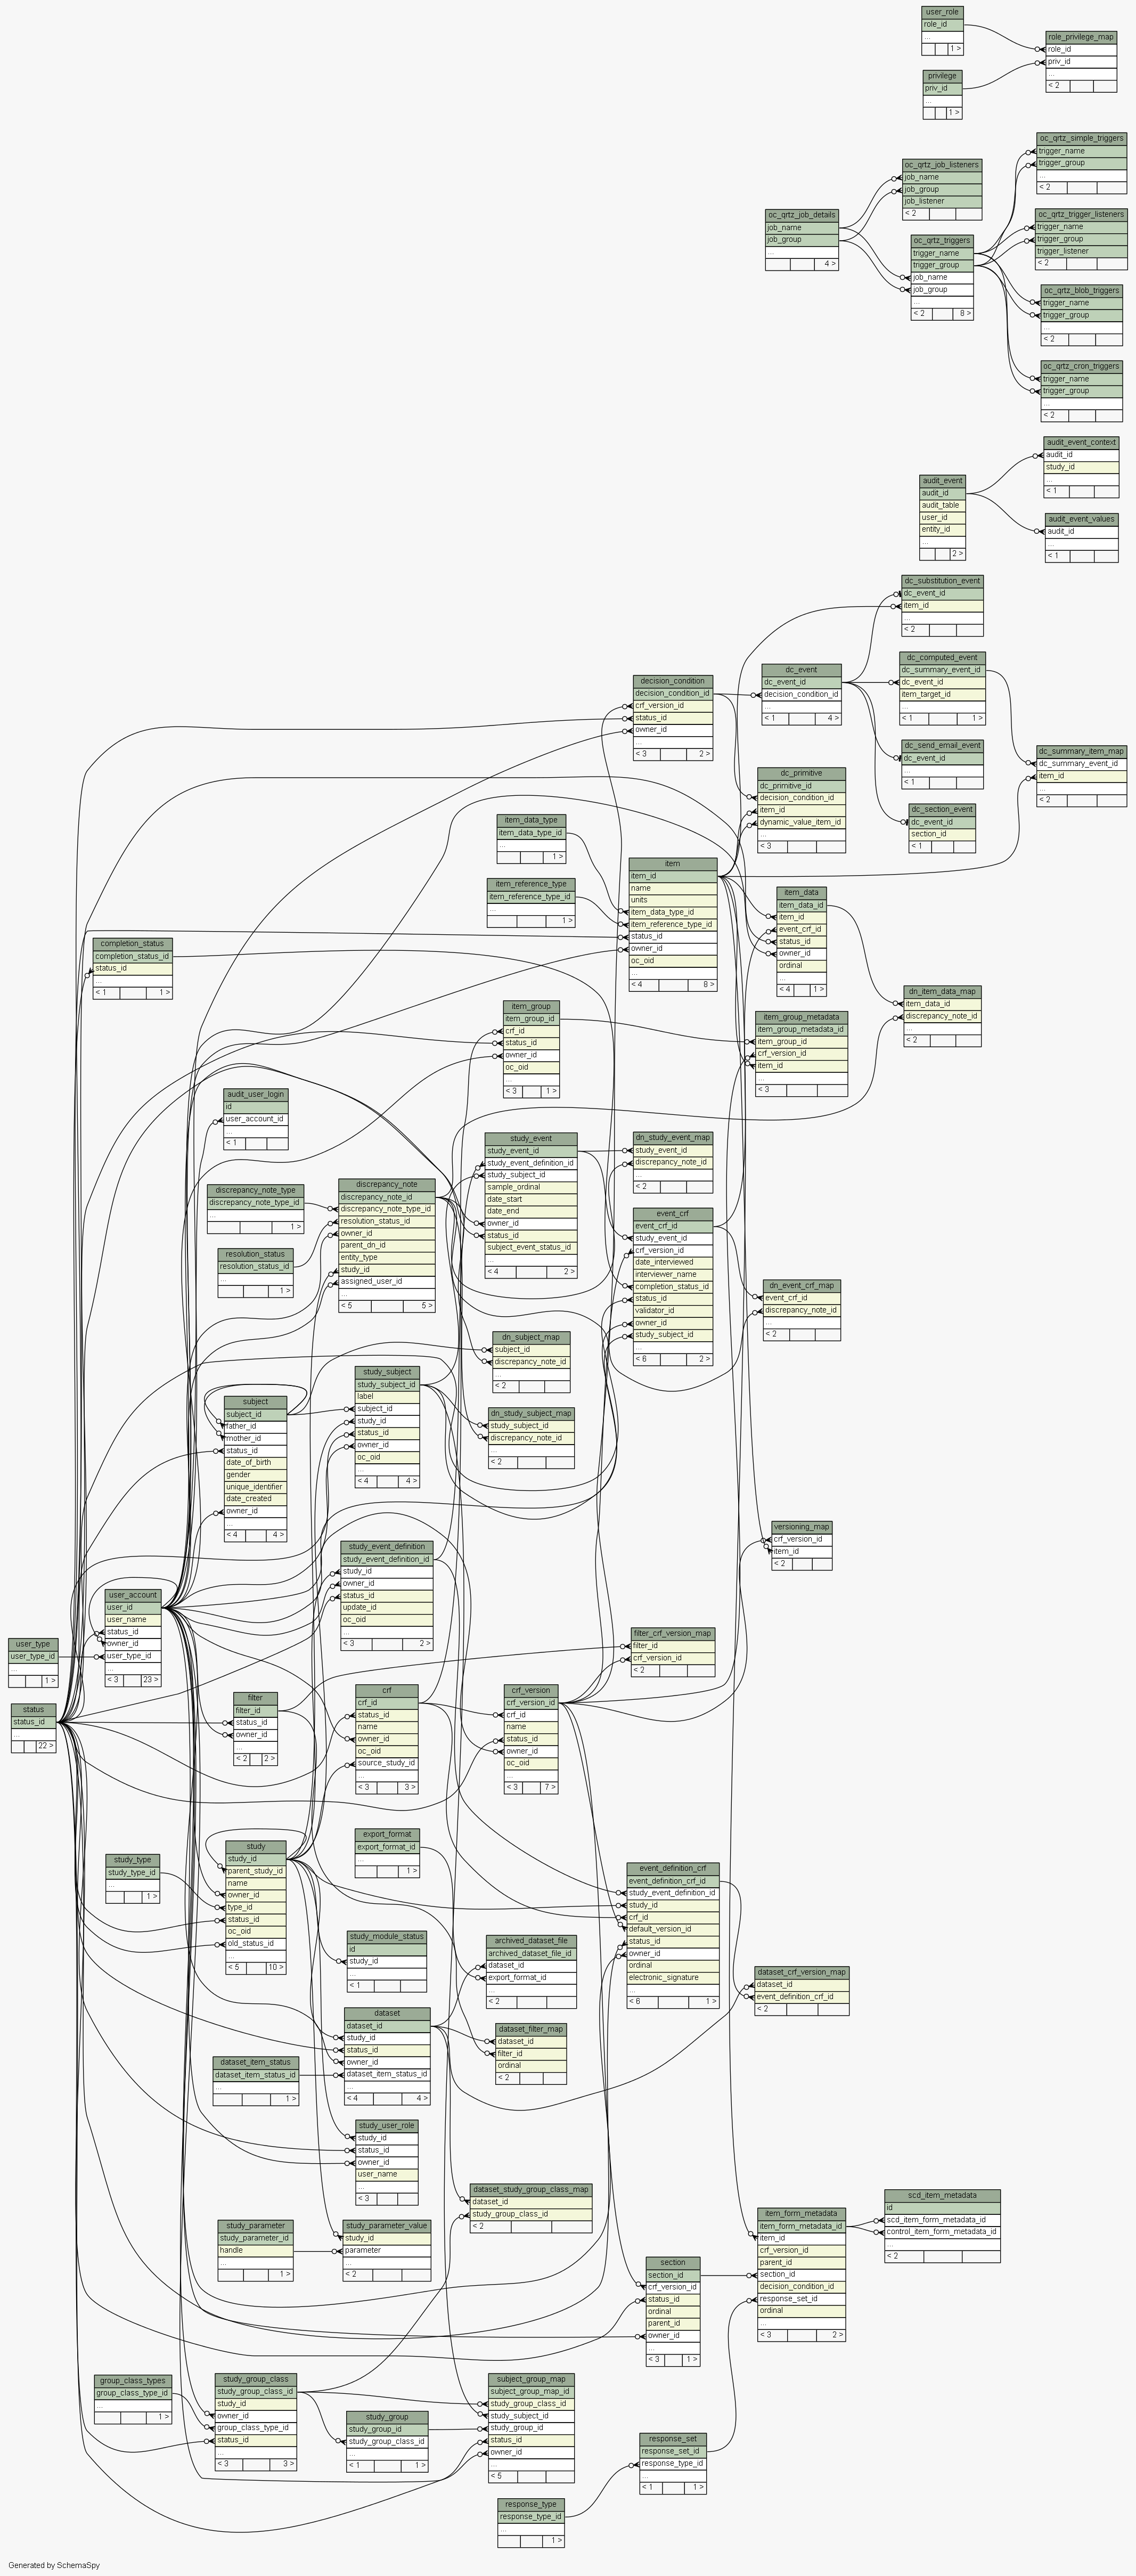 user_role
role_id
...
1 >
role_privilege_map
role_id
priv_id
...
< 2
privilege
priv_id
...
1 >
oc_qrtz_simple_triggers
trigger_name
trigger_group
...
< 2
oc_qrtz_job_listeners
job_name
job_group
job_listener
< 2
oc_qrtz_job_details
job_name
job_group
...
4 >
oc_qrtz_trigger_listeners
trigger_name
trigger_group
trigger_listener
< 2
oc_qrtz_triggers
trigger_name
trigger_group
job_name
job_group
...
< 2 8 >
oc_qrtz_blob_triggers
trigger_name
trigger_group
...
< 2
oc_qrtz_cron_triggers
trigger_name
trigger_group
...
< 2
audit_event_context
audit_id
study_id
...
< 1
audit_event
audit_id
audit_table
user_id
entity_id
...
2 >
audit_event_values
audit_id
...
< 1
dc_substitution_event
dc_event_id
item_id
...
< 2
dc_computed_event
dc_summary_event_id
dc_event_id
item_target_id
...
< 1 1 >
dc_event
dc_event_id
decision_condition_id
...
< 1 4 >
decision_condition
decision_condition_id
crf_version_id
status_id
owner_id
...
< 3 2 >
dc_send_email_event
dc_event_id
...
< 1
dc_summary_item_map
dc_summary_event_id
item_id
...
< 2
dc_primitive
dc_primitive_id
decision_condition_id
item_id
dynamic_value_item_id
...
< 3
dc_section_event
dc_event_id
section_id
...
< 1
item_data_type
item_data_type_id
...
1 >
item
item_id
name
units
item_data_type_id
item_reference_type_id
status_id
owner_id
oc_oid
...
< 4 8 >
item_reference_type
item_reference_type_id
...
1 >
item_data
item_data_id
item_id
event_crf_id
status_id
owner_id
ordinal
...
< 4 1 >
completion_status
completion_status_id
status_id
...
< 1 1 >
dn_item_data_map
item_data_id
discrepancy_note_id
...
< 2
item_group
item_group_id
crf_id
status_id
owner_id
oc_oid
...
< 3 1 >
item_group_metadata
item_group_metadata_id
item_group_id
crf_version_id
item_id
...
< 3
audit_user_login
id
user_account_id
...
< 1
study_event
study_event_id
study_event_definition_id
study_subject_id
sample_ordinal
date_start
date_end
owner_id
status_id
subject_event_status_id
...
< 4 2 >
dn_study_event_map
study_event_id
discrepancy_note_id
...
< 2
discrepancy_note_type
discrepancy_note_type_id
...
1 >
discrepancy_note
discrepancy_note_id
discrepancy_note_type_id
resolution_status_id
owner_id
parent_dn_id
entity_type
study_id
assigned_user_id
...
< 5 5 >
resolution_status
resolution_status_id
...
1 >
event_crf
event_crf_id
study_event_id
crf_version_id
date_interviewed
interviewer_name
completion_status_id
status_id
validator_id
owner_id
study_subject_id
...
< 6 2 >
dn_event_crf_map
event_crf_id
discrepancy_note_id
...
< 2
dn_subject_map
subject_id
discrepancy_note_id
...
< 2
study_subject
study_subject_id
label
subject_id
study_id
status_id
owner_id
oc_oid
...
< 4 4 >
subject
subject_id
father_id
mother_id
status_id
date_of_birth
gender
unique_identifier
date_created
owner_id
...
< 4 4 >
dn_study_subject_map
study_subject_id
discrepancy_note_id
...
< 2
versioning_map
crf_version_id
item_id
< 2
study_event_definition
study_event_definition_id
study_id
owner_id
status_id
update_id
oc_oid
...
< 3 2 >
user_account
user_id
user_name
status_id
owner_id
user_type_id
...
< 3 23 >
user_type
user_type_id
...
1 >
filter_crf_version_map
filter_id
crf_version_id
< 2
status
status_id
...
22 >
filter
filter_id
status_id
owner_id
...
< 2 2 >
crf
crf_id
status_id
name
owner_id
oc_oid
source_study_id
...
< 3 3 >
crf_version
crf_version_id
crf_id
name
status_id
owner_id
oc_oid
...
< 3 7 >
export_format
export_format_id
...
1 >
study
study_id
parent_study_id
name
owner_id
type_id
status_id
oc_oid
old_status_id
...
< 5 10 >
study_type
study_type_id
...
1 >
event_definition_crf
event_definition_crf_id
study_event_definition_id
study_id
crf_id
default_version_id
status_id
owner_id
ordinal
electronic_signature
...
< 6 1 >
study_module_status
id
study_id
...
< 1
archived_dataset_file
archived_dataset_file_id
dataset_id
export_format_id
...
< 2
dataset_crf_version_map
dataset_id
event_definition_crf_id
< 2
dataset
dataset_id
study_id
status_id
owner_id
dataset_item_status_id
...
< 4 4 >
dataset_filter_map
dataset_id
filter_id
ordinal
< 2
dataset_item_status
dataset_item_status_id
...
1 >
study_user_role
study_id
status_id
owner_id
user_name
...
< 3
dataset_study_group_class_map
dataset_id
study_group_class_id
< 2
scd_item_metadata
id
scd_item_form_metadata_id
control_item_form_metadata_id
...
< 2
item_form_metadata
item_form_metadata_id
item_id
crf_version_id
parent_id
section_id
decision_condition_id
response_set_id
ordinal
...
< 3 2 >
study_parameter
study_parameter_id
handle
...
1 >
study_parameter_value
study_id
parameter
...
< 2
section
section_id
crf_version_id
status_id
ordinal
parent_id
owner_id
...
< 3 1 >
group_class_types
group_class_type_id
...
1 >
study_group_class
study_group_class_id
study_id
owner_id
group_class_type_id
status_id
...
< 3 3 >
subject_group_map
subject_group_map_id
study_group_class_id
study_subject_id
study_group_id
status_id
owner_id
...
< 5
study_group
study_group_id
study_group_class_id
...
< 1 1 >
response_set
response_set_id
response_type_id
...
< 1 1 >
response_type
response_type_id
...
1 >
Generated by SchemaSpy